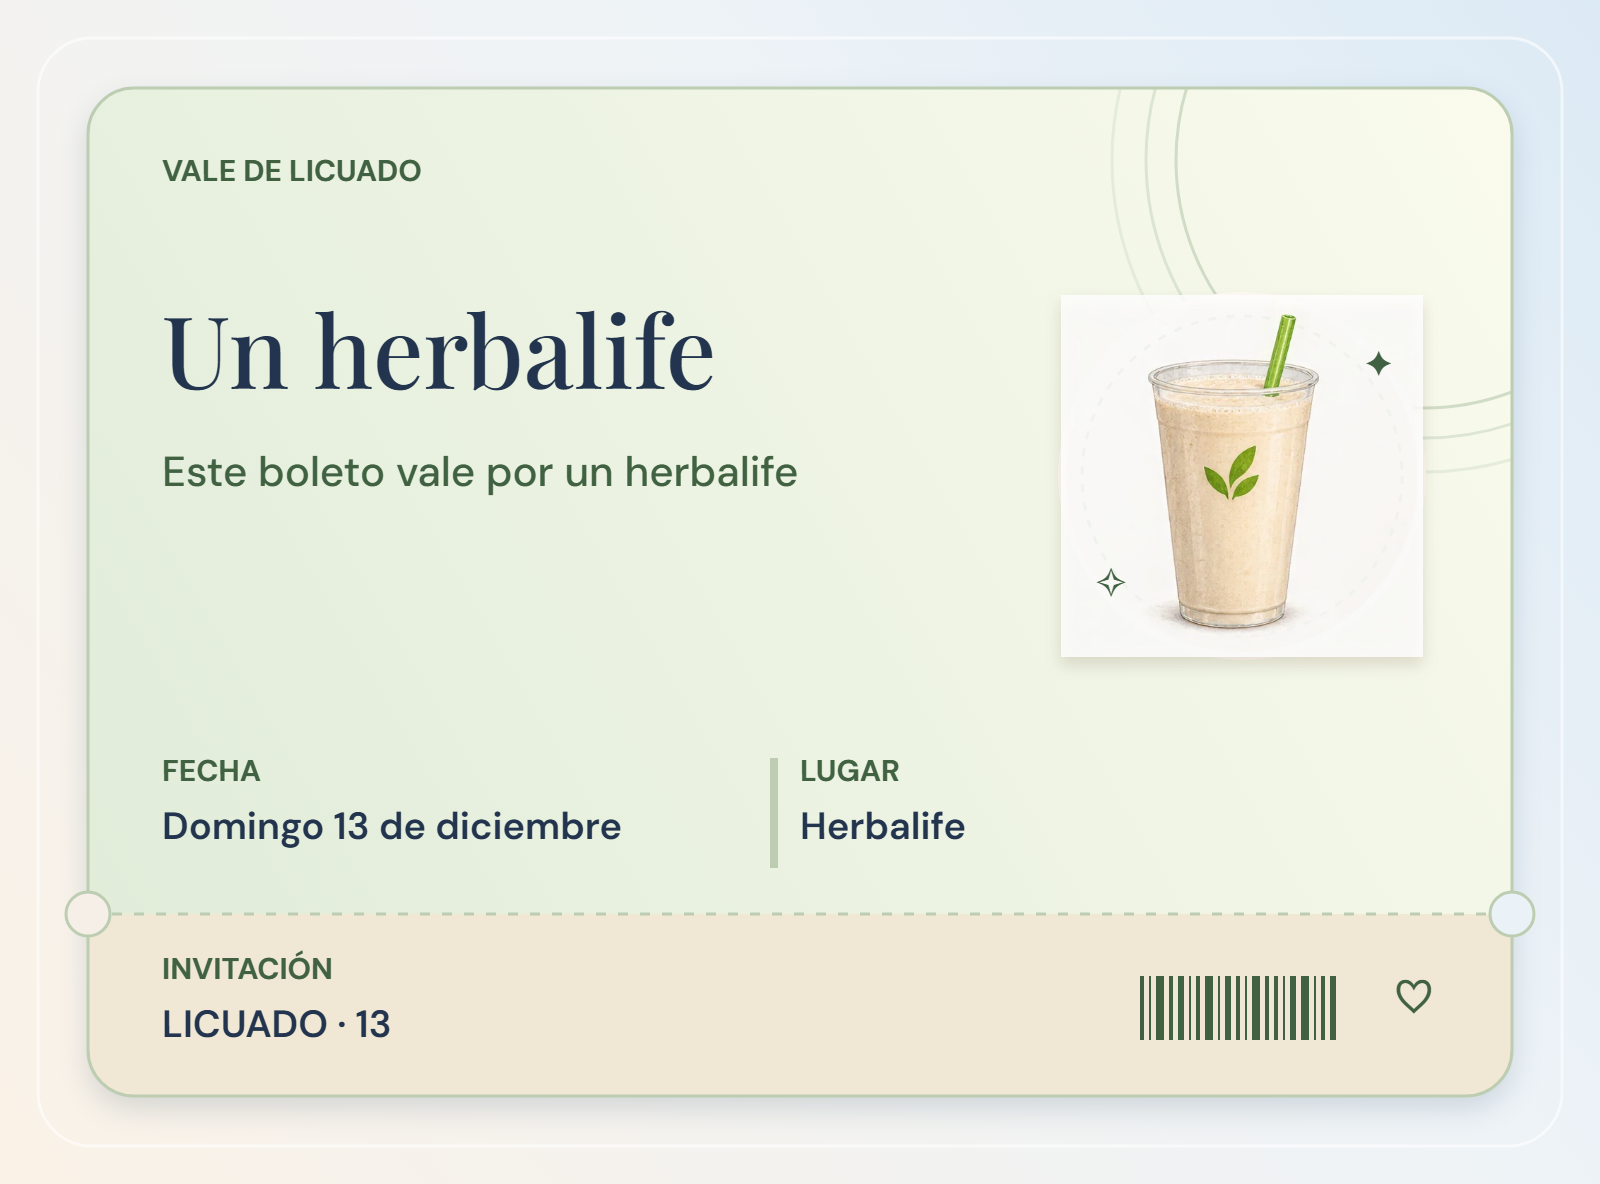 VALE DE LICUADO
Un herbalife
Este boleto vale por un herbalife
FECHA
Domingo 13 de diciembre
LUGAR
Herbalife
INVITACIÓN
LICUADO · 13